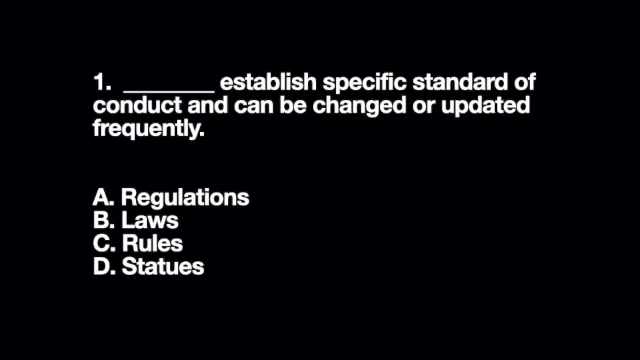 1. ________ establish specific standard of
conduct and can be changed or updated
frequently.
A. Regulations
B. Laws
C. Rules
D. Statues